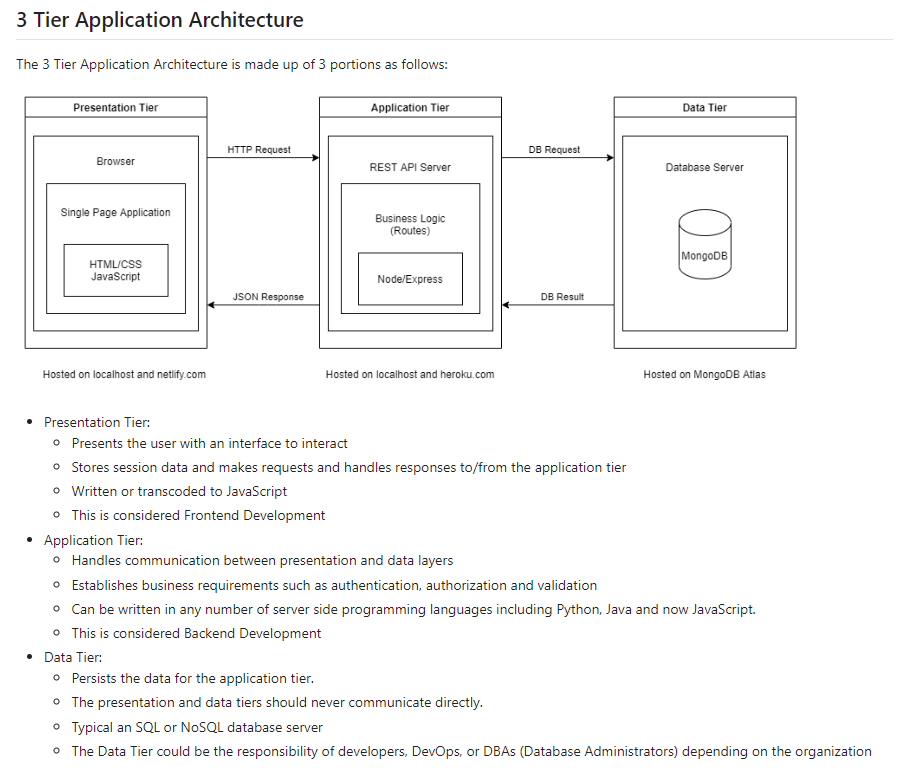 3 Tier Application Architecture
The 3 Tier Application Architecture is made up of 3 portions as follows:
Presentation Tier
Browser
Single Page Application
HTML/CSS
JavaScript
HTTP Request
JSON Response
Application Tier
REST API Server
Business Logic
(Routes)
Node/Express
DB Request
DB Result
Data Tier
Database Server
MongoDB
Hosted on localhost and netlify.com
Hosted on localhost and heroku.com
Hosted on MongoDB Atlas
Presentation Tier:
Presents the user with an interface to interact
Stores session data and makes requests and handles responses to/from the application tier
Written or transcoded to JavaScript
This is considered Frontend Development
Application Tier:
Handles communication between presentation and data layers
Establishes business requirements such as authentication, authorization and validation
Can be written in any number of server side programming languages including Python, Java and now JavaScript.
This is considered Backend Development
Data Tier:
Persists the data for the application tier.
The presentation and data tiers should never communicate directly.
Typical an SQL or NoSQL database server
The Data Tier could be the responsibility of developers, DevOps, or DBAs (Database Administrators) depending on the organization